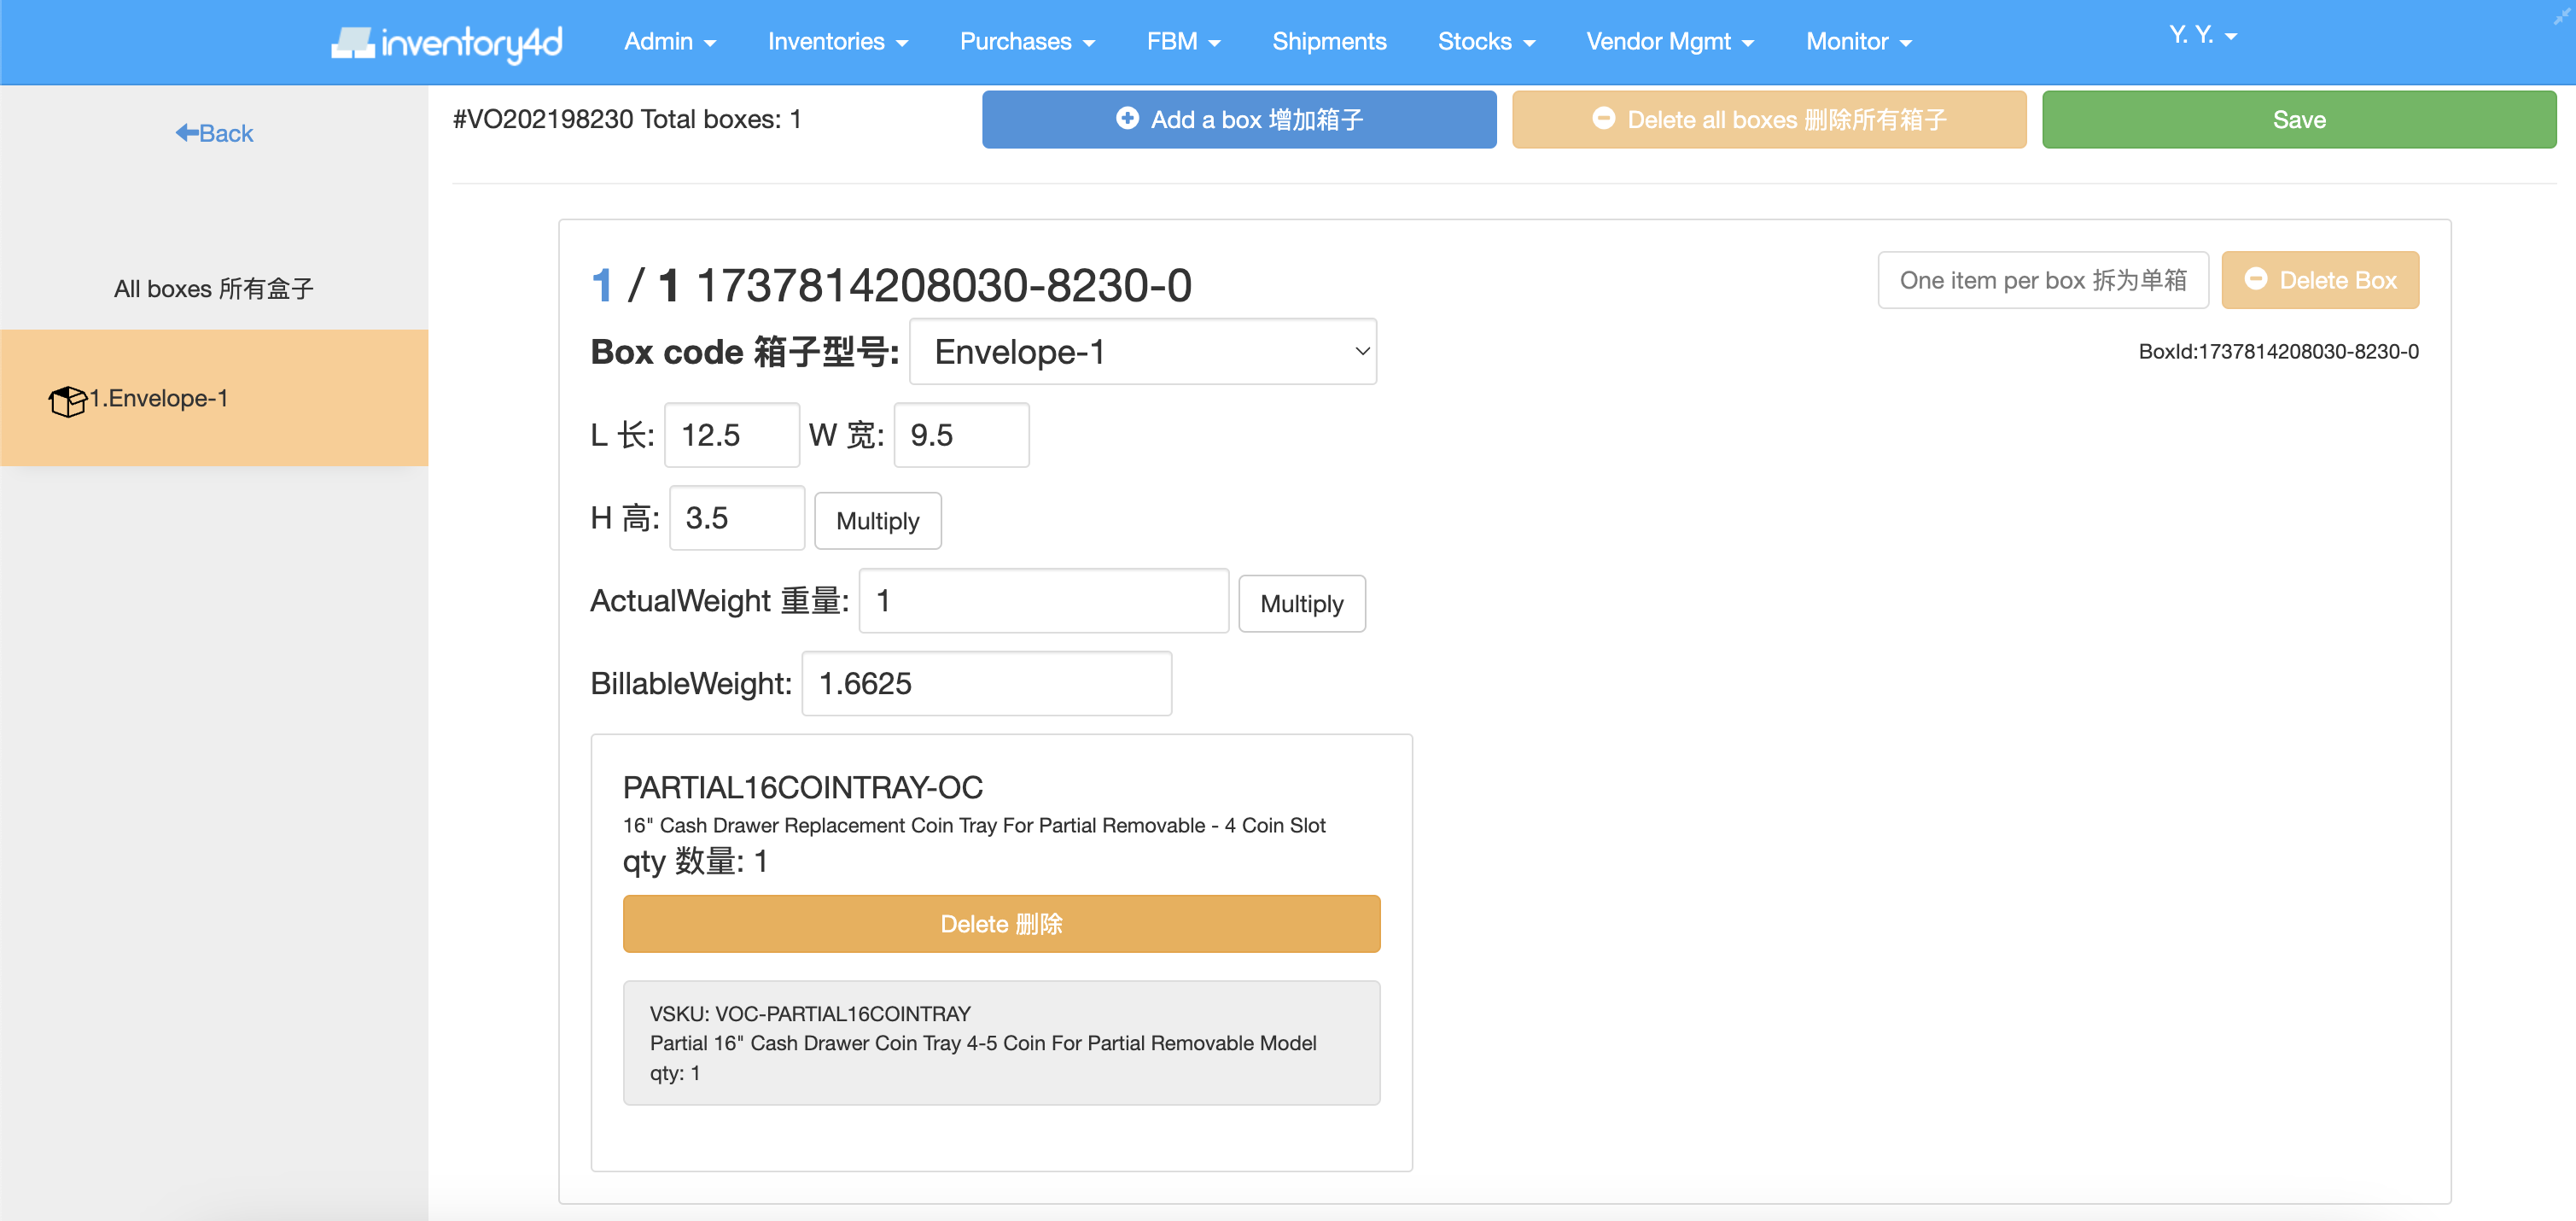 inventory4d Admin Inventories Purchases FBM Shipments Stocks Vendor Mgmt Monitor Y. Y.
Back
#VO202198230 Total boxes: 1
Add a box 增加箱子
Delete all boxes 删除所有箱子
Save
All boxes 所有盒子
1.Envelope-1
1 / 1 1737814208030-8230-0
One item per box 拆为单箱
Delete Box
Box code 箱子型号: Envelope-1
BoxId:1737814208030-8230-0
L 长: 12.5 W 宽: 9.5
H 高: 3.5 Multiply
ActualWeight 重量: 1 Multiply
BillableWeight: 1.6625
PARTIAL16COINTRAY-OC
16" Cash Drawer Replacement Coin Tray For Partial Removable - 4 Coin Slot
qty 数量: 1
Delete 删除
VSKU: VOC-PARTIAL16COINTRAY
Partial 16" Cash Drawer Coin Tray 4-5 Coin For Partial Removable Model
qty: 1